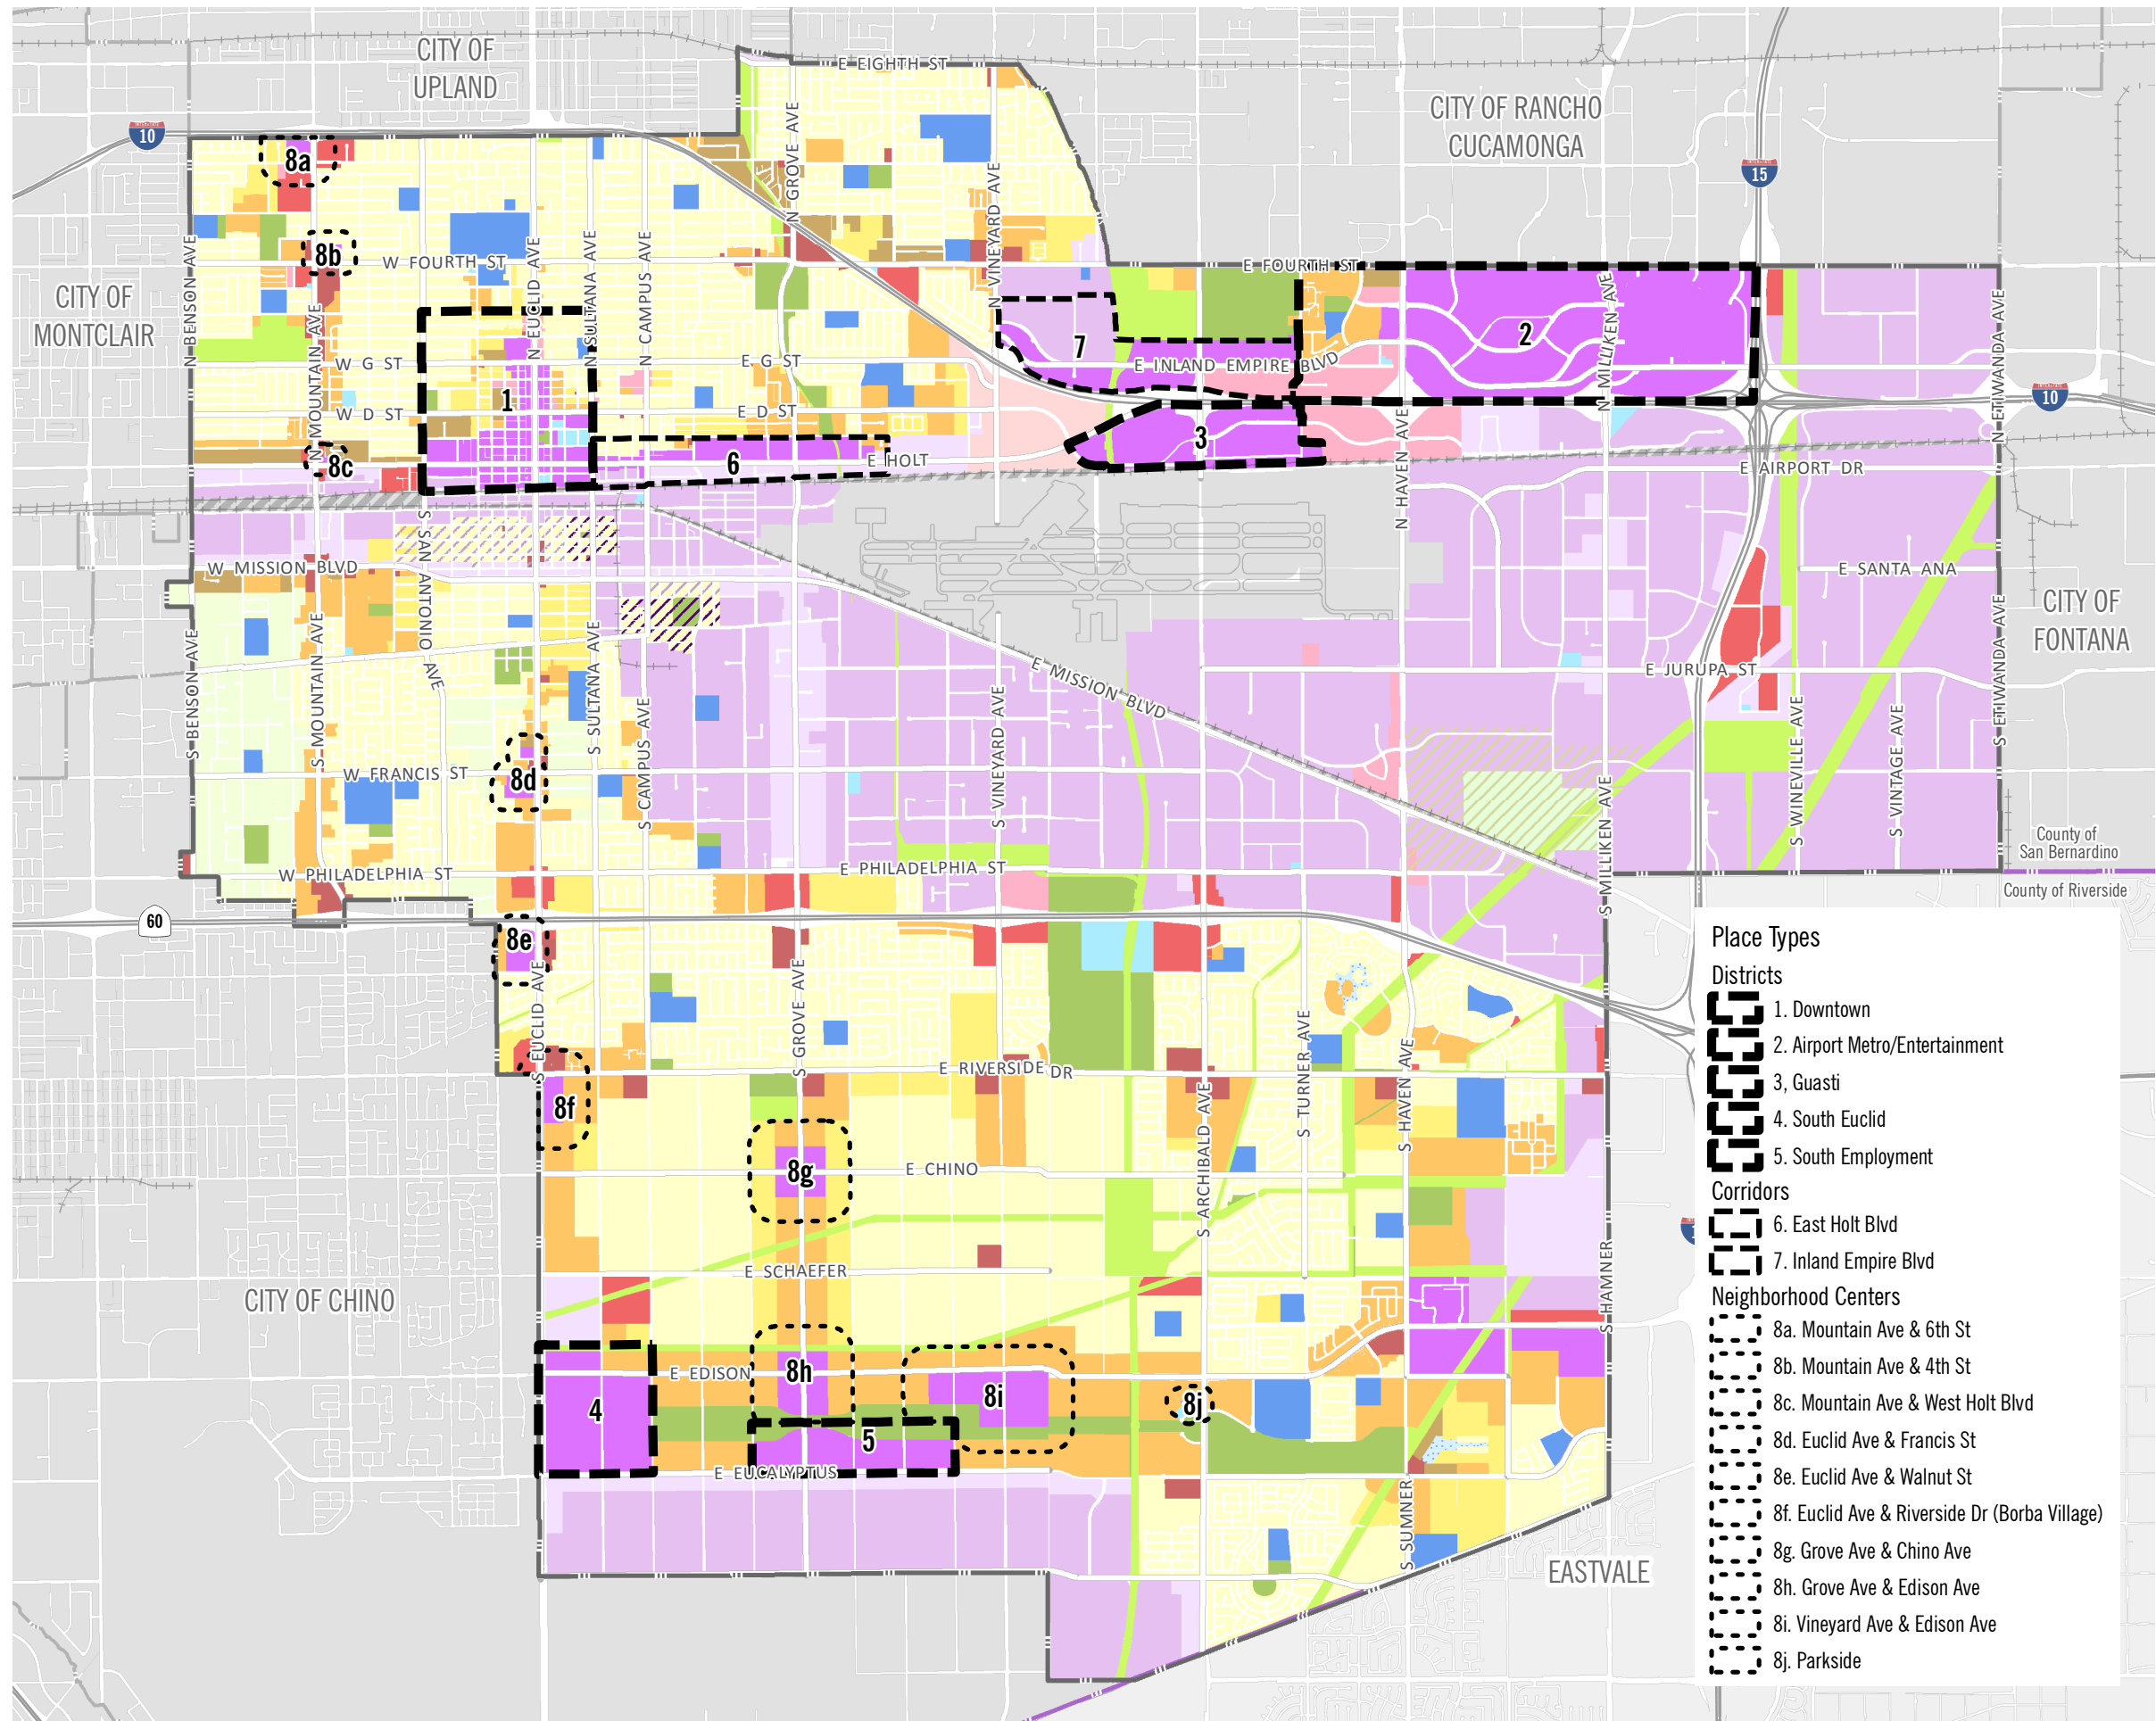 CITY OF
UPLAND
E EIGHTH ST
CITY OF RANCHO
CUCAMONGA
10
15
8a
N GROVE AVE
N VINEYARD AVE
8b
W FOURTH ST
E FOURTH ST
N BENSON AVE
N EUCLID AVE
N SULTANA AVE
N CAMPUS AVE
CITY OF
MONTCLAIR
N MOUNTAIN AVE
7
2
N MILLIKEN AVE
N ETIWANDA AVE
W G ST
E G ST
E INLAND EMPIRE BLVD
10
1
W D ST
E D ST
3
N HAVEN AVE
8c
6
E HOLT
E AIRPORT DR
W MISSION BLVD
S SAN ANTONIO AVE
E SANTA ANA
CITY OF
FONTANA
S BENSON AVE
S MOUNTAIN AVE
S SULTANA AVE
S CAMPUS AVE
E MISSION BLVD
E JURUPA ST
S ETIWANDA AVE
S VINEYARD AVE
S WINEVILLE AVE
S VINTAGE AVE
8d
W FRANCIS ST
S MILLIKEN AVE
W PHILADELPHIA ST
E PHILADELPHIA ST
County of
San Bernardino
County of Riverside
60
8e
S EUCLID AVE
S GROVE AVE
S TURNER AVE
S HAVEN AVE
E RIVERSIDE DR
8f
8g
E CHINO
S ARCHIBALD AVE
E SCHAEFER
S HAMNER
CITY OF CHINO
4
E EDISON
8h
8i
8j
5
E EUCALYPTUS
S SUMNER
EASTVALE
Place Types
Districts
1. Downtown
2. Airport Metro/Entertainment
3, Guasti
4. South Euclid
5. South Employment
Corridors
6. East Holt Blvd
7. Inland Empire Blvd
Neighborhood Centers
8a. Mountain Ave & 6th St
8b. Mountain Ave & 4th St
8c. Mountain Ave & West Holt Blvd
8d. Euclid Ave & Francis St
8e. Euclid Ave & Walnut St
8f. Euclid Ave & Riverside Dr (Borba Village)
8g. Grove Ave & Chino Ave
8h. Grove Ave & Edison Ave
8i. Vineyard Ave & Edison Ave
8j. Parkside